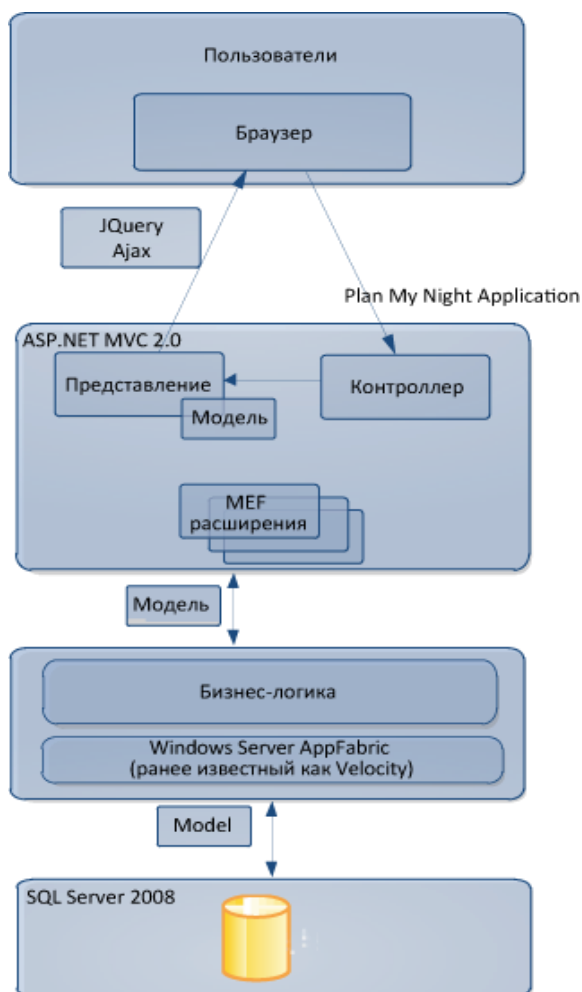 Пользователи
Браузер
JQuery
Ajax
Plan My Night Application
ASP.NET MVC 2.0
Представление
Контроллер
Модель
MEF
расширения
Модель
Бизнес-логика
Windows Server AppFabric
(ранее известный как Velocity)
Model
SQL Server 2008